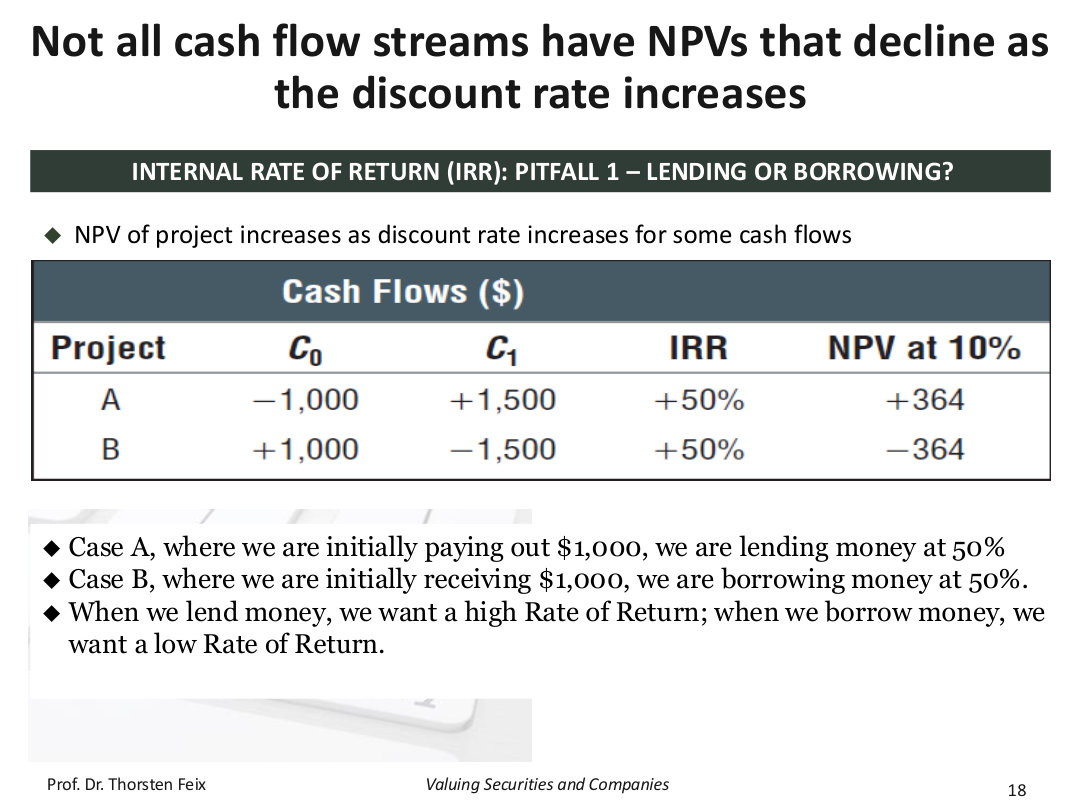 Not all cash flow streams have NPVs that decline as
the discount rate increases
INTERNAL RATE OF RETURN (IRR): PITFALL 1 – LENDING OR BORROWING?
◆ NPV of project increases as discount rate increases for some cash flows
Cash Flows ($)
Project C₀ C₁ IRR NPV at 10%
A −1,000 +1,500 +50% +364
B +1,000 −1,500 +50% −364
◆ Case A, where we are initially paying out $1,000, we are lending money at 50%
◆ Case B, where we are initially receiving $1,000, we are borrowing money at 50%.
◆ When we lend money, we want a high Rate of Return; when we borrow money, we
want a low Rate of Return.
Prof. Dr. Thorsten Feix Valuing Securities and Companies 18